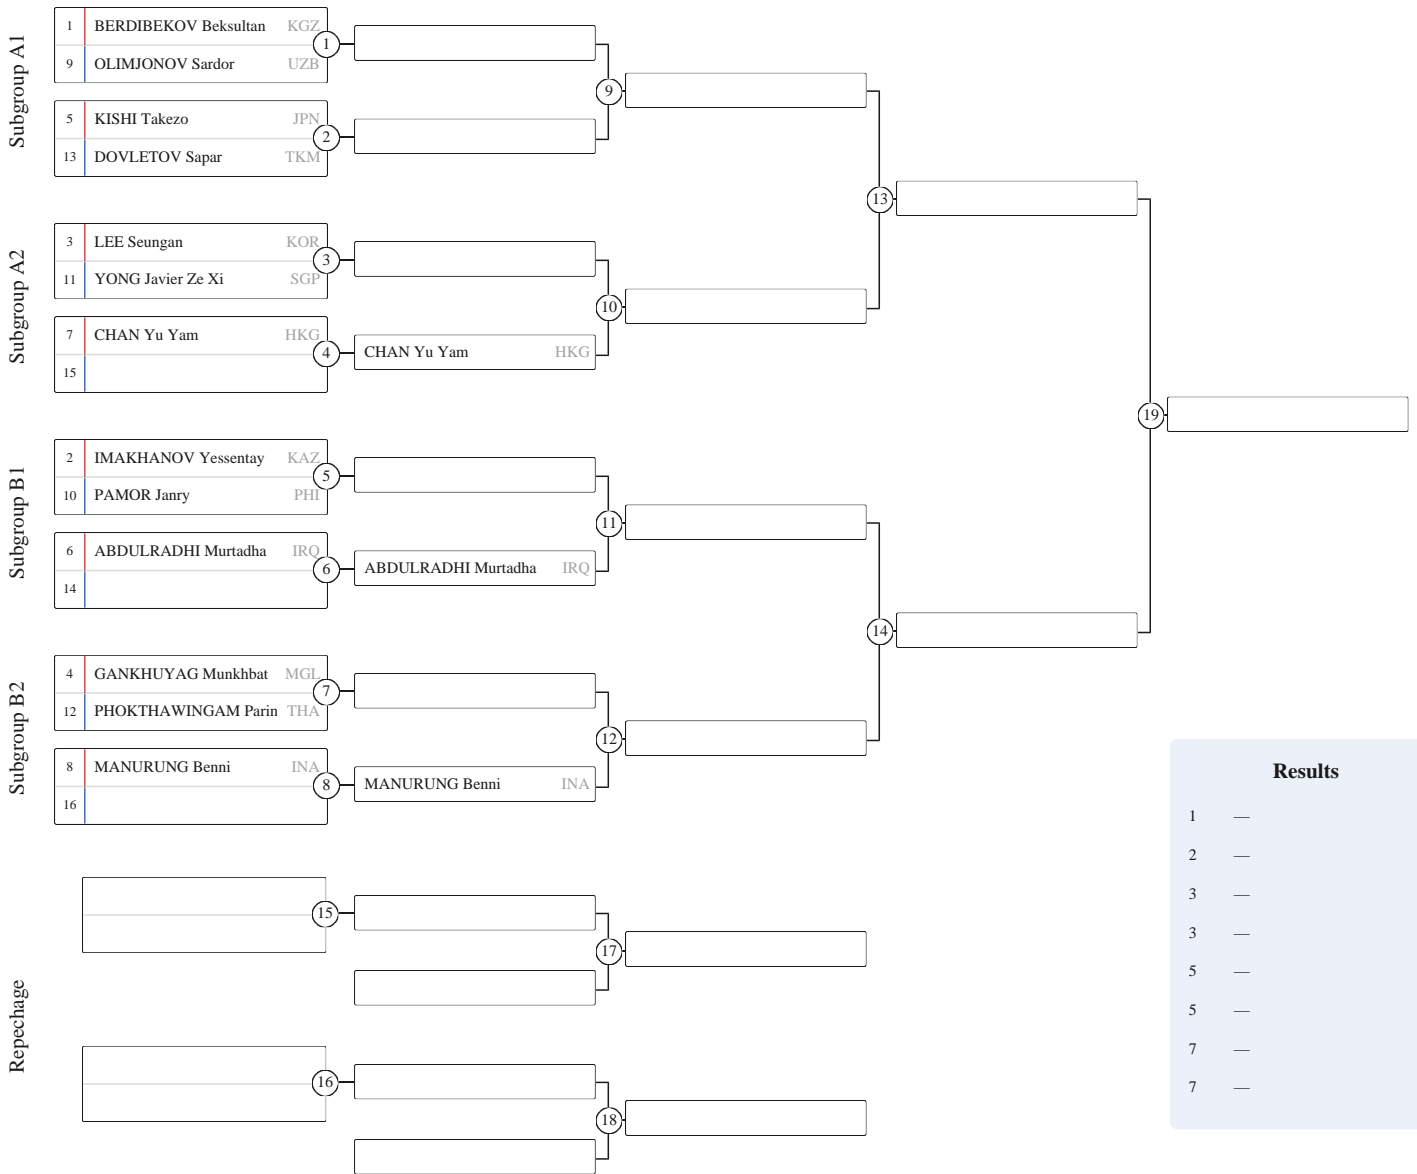 Subgroup A1
1 BERDIBEKOV Beksultan KGZ
9 OLIMJONOV Sardor UZB
1
5 KISHI Takezo JPN
13 DOVLETOV Sapar TKM
2
9
Subgroup A2
3 LEE Seungan KOR
11 YONG Javier Ze Xi SGP
3
7 CHAN Yu Yam HKG
15
4
CHAN Yu Yam HKG
10
13
Subgroup B1
2 IMAKHANOV Yessentay KAZ
10 PAMOR Janry PHI
5
6 ABDULRADHI Murtadha IRQ
14
6
ABDULRADHI Murtadha IRQ
11
Subgroup B2
4 GANKHUYAG Munkhbat MGL
12 PHOKTHAWINGAM Parin THA
7
8 MANURUNG Benni INA
16
8
MANURUNG Benni INA
12
14
19
Repechage
15
17
16
18
Results
1 —
2 —
3 —
3 —
5 —
5 —
7 —
7 —